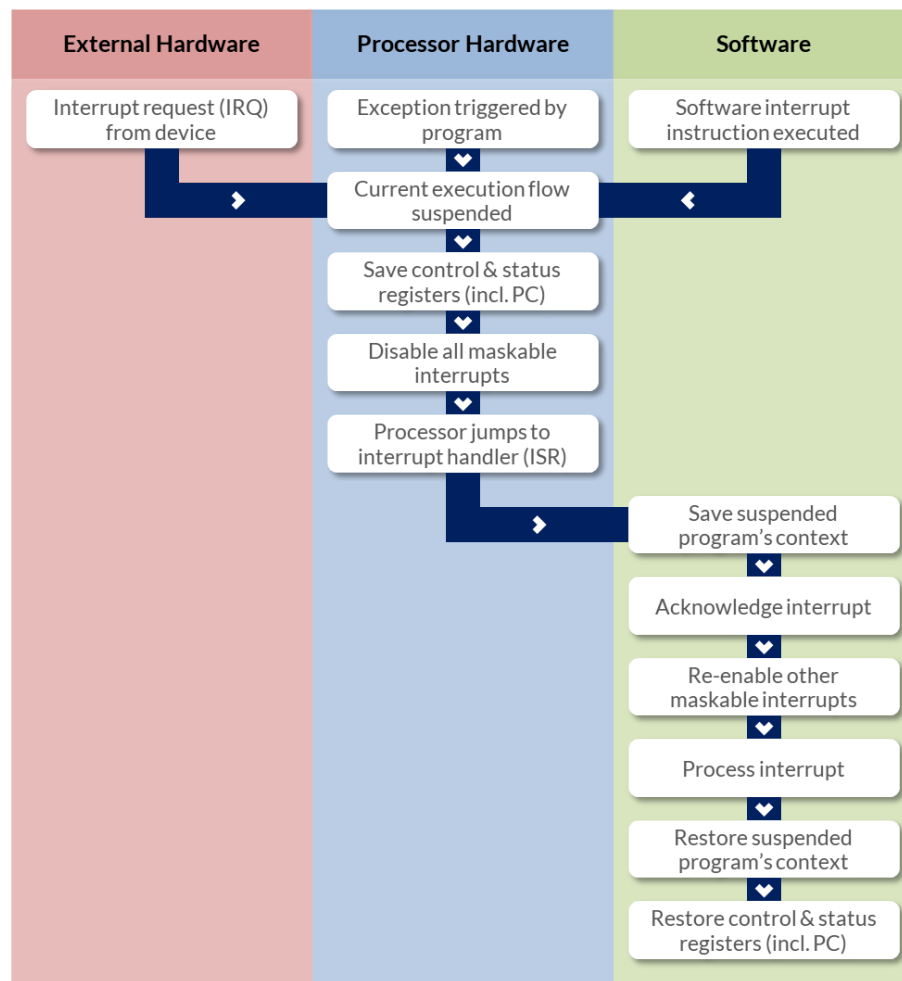 External Hardware
Processor Hardware
Software
Interrupt request (IRQ)
from device
Exception triggered by
program
Software interrupt
instruction executed
Current execution flow
suspended
Save control & status
registers (incl. PC)
Disable all maskable
interrupts
Processor jumps to
interrupt handler (ISR)
Save suspended
program’s context
Acknowledge interrupt
Re-enable other
maskable interrupts
Process interrupt
Restore suspended
program’s context
Restore control & status
registers (incl. PC)